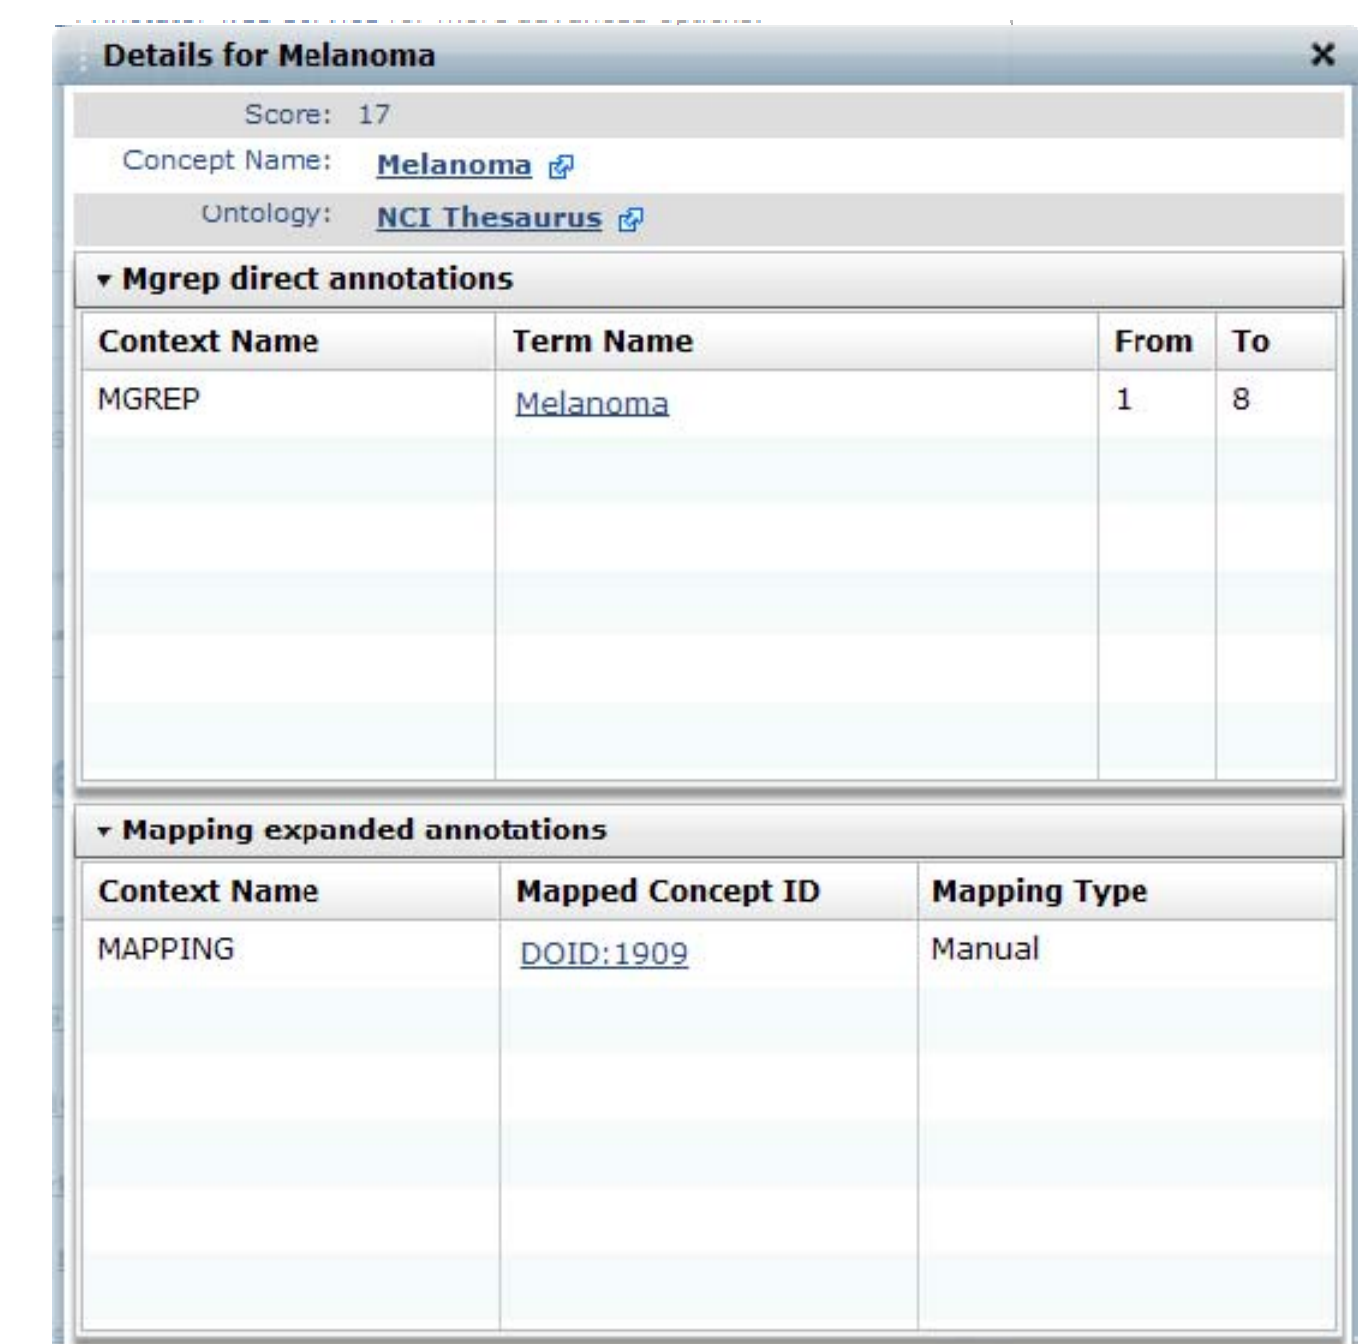 Details for Melanoma
Score: 17
Concept Name: Melanoma
Ontology: NCI Thesaurus
Mgrep direct annotations
Context Name Term Name From To
MGREP Melanoma 1 8
Mapping expanded annotations
Context Name Mapped Concept ID Mapping Type
MAPPING DOID:1909 Manual